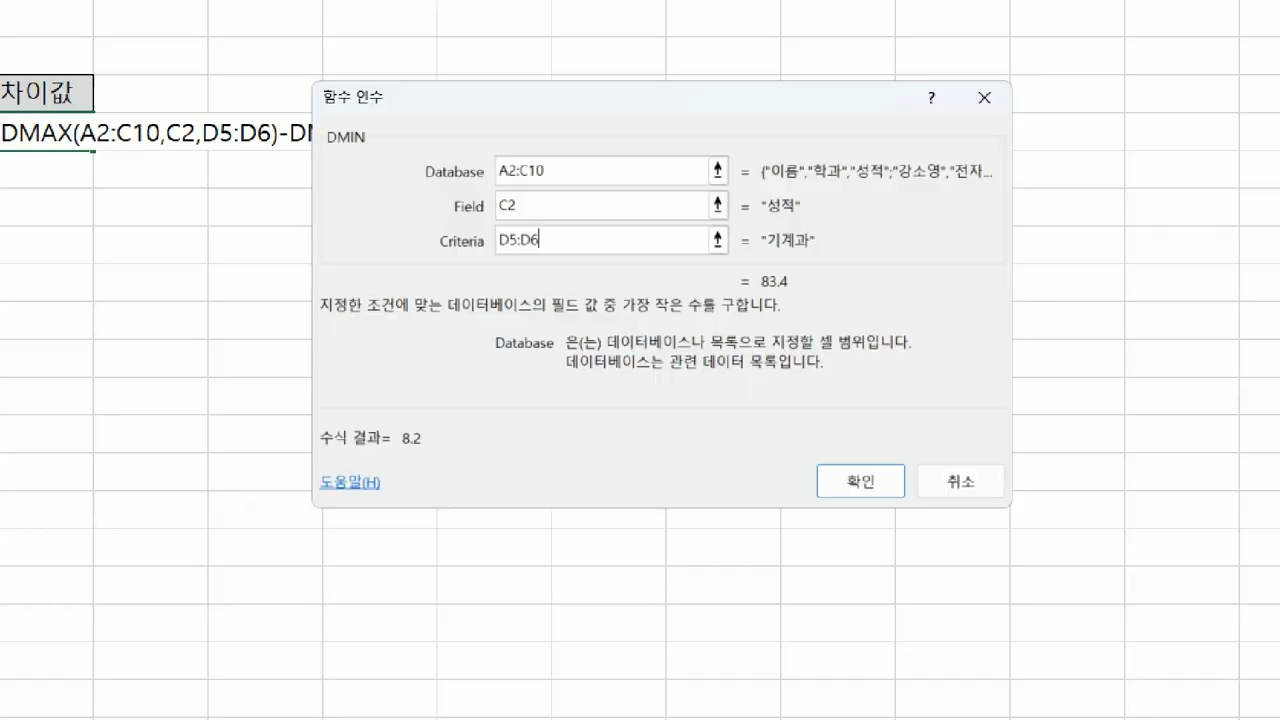 차이값
DMAX(A2:C10,C2,D5:D6)-DM
함수 인수
?
DMIN
Database A2:C10 = {"이름","학과","성적";"강소영","전자...
Field C2 = "성적"
Criteria D5:D6 = "기계과"
= 83.4
지정한 조건에 맞는 데이터베이스의 필드 값 중 가장 작은 수를 구합니다.
Database 은(는) 데이터베이스나 목록으로 지정할 셀 범위입니다.
데이터베이스는 관련 데이터 목록입니다.
수식 결과= 8.2
도움말(H)
확인
취소